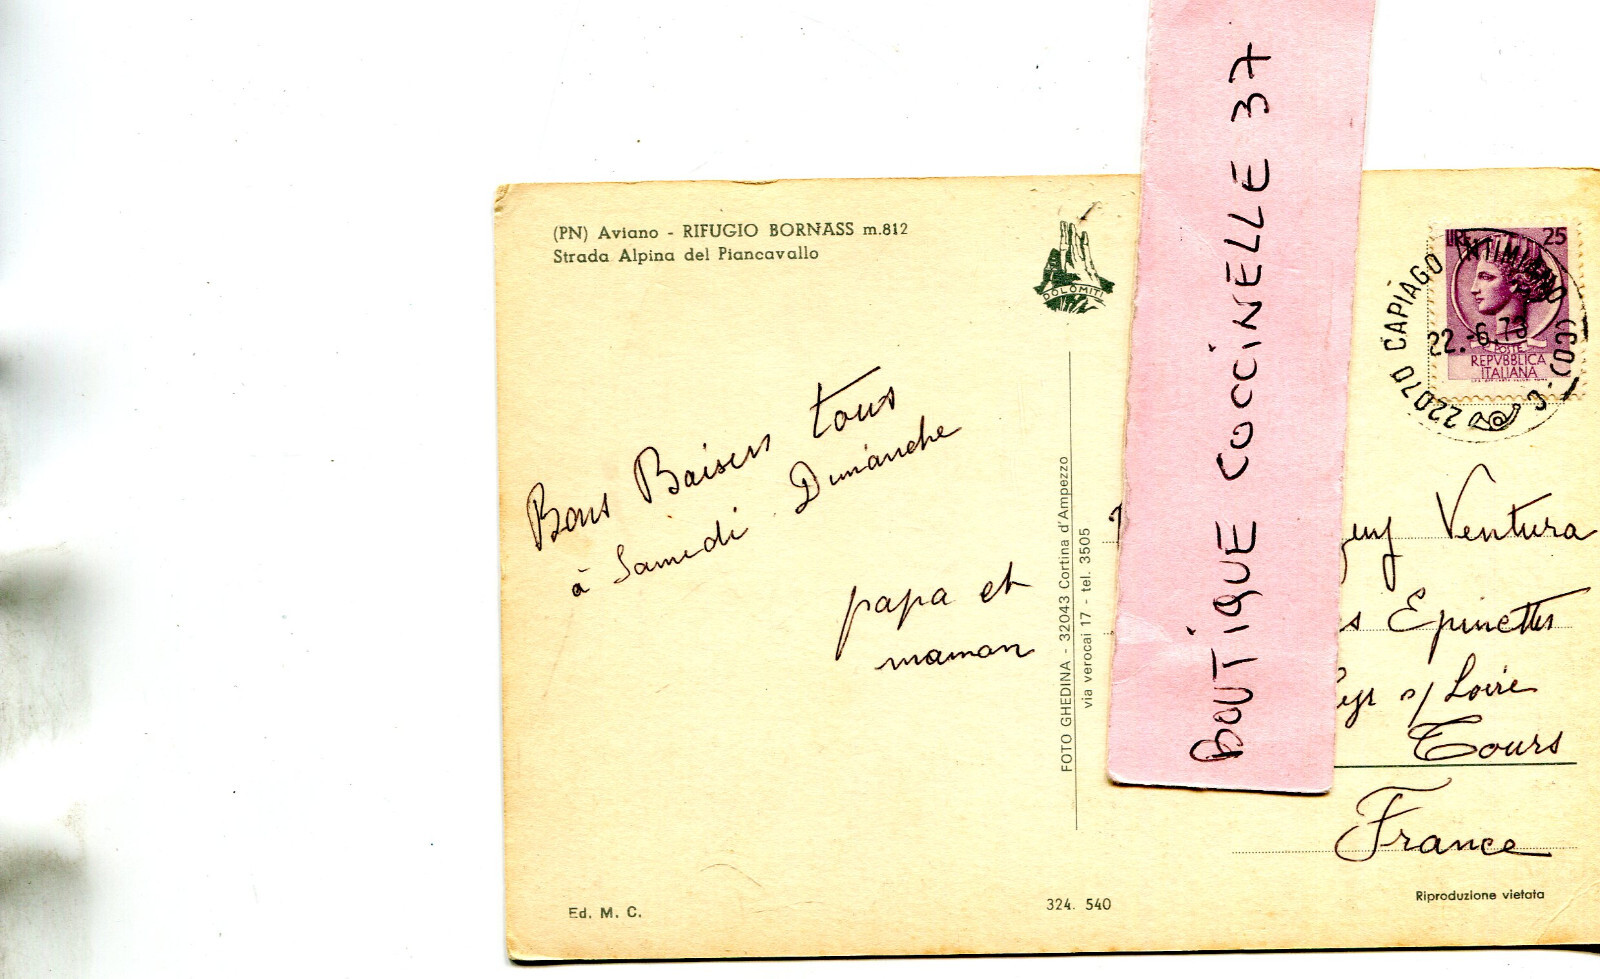 (PN) Aviano - RIFUGIO BORNASS m.812
Strada Alpina del Piancavallo
DOLOMITI
Bons Baisers tous
à Samedi Dimanche
papa et
maman
FOTO GHEDINA - 32043 Cortina d'Ampezzo
via verocai 17 - tel. 3505
BOUTIQUE COCCINELLE 37
LIRE 25
POSTE
REPVBBLICA
ITALIANA
22070 CAPIAGO INTIMIANO (CO)
22.-6.73
Ventura
Epinettes
s/ Loire
Tours
France
Riproduzione vietata
324. 540
Ed. M. C.